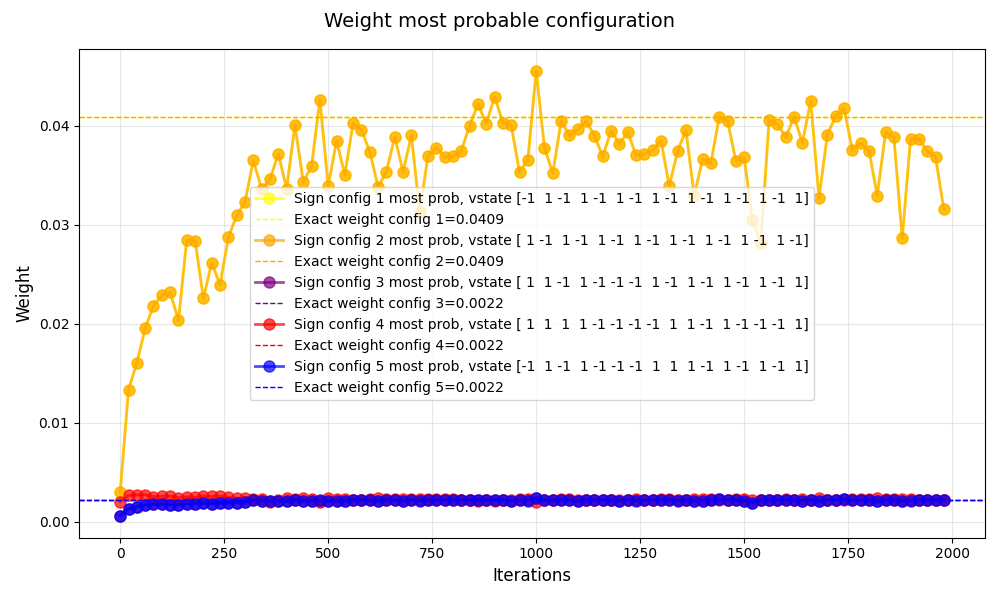 Weight most probable configuration
Weight
0.04
0.03
0.02
0.01
0.00
Sign config 1 most prob, vstate [-1  1 -1  1 -1  1 -1  1 -1  1 -1  1 -1  1 -1  1]
Exact weight config 1=0.0409
Sign config 2 most prob, vstate [ 1 -1  1 -1  1 -1  1 -1  1 -1  1 -1  1 -1  1 -1]
Exact weight config 2=0.0409
Sign config 3 most prob, vstate [ 1 -1  1 -1  1 -1 -1 -1  1  1  1 -1  1 -1 -1  1]
Exact weight config 3=0.0022
Sign config 4 most prob, vstate [ 1  1  1  1 -1 -1 -1 -1  1  1 -1  1 -1 -1 -1  1]
Exact weight config 4=0.0022
Sign config 5 most prob, vstate [-1  1 -1  1 -1 -1 -1  1  1  1 -1  1 -1 -1  1]
Exact weight config 5=0.0022
0 250 500 750 1000 1250 1500 1750 2000
Iterations